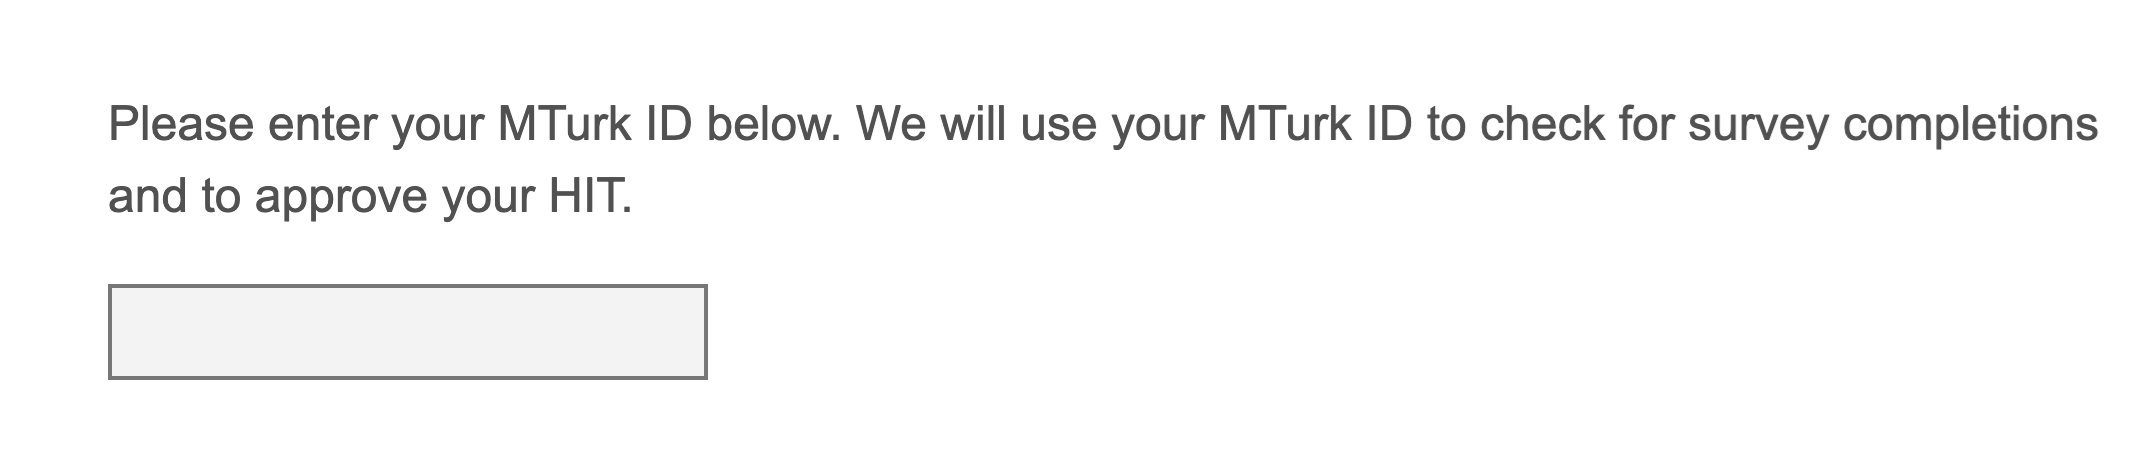 Please enter your MTurk ID below. We will use your MTurk ID to check for survey completions
and to approve your HIT.